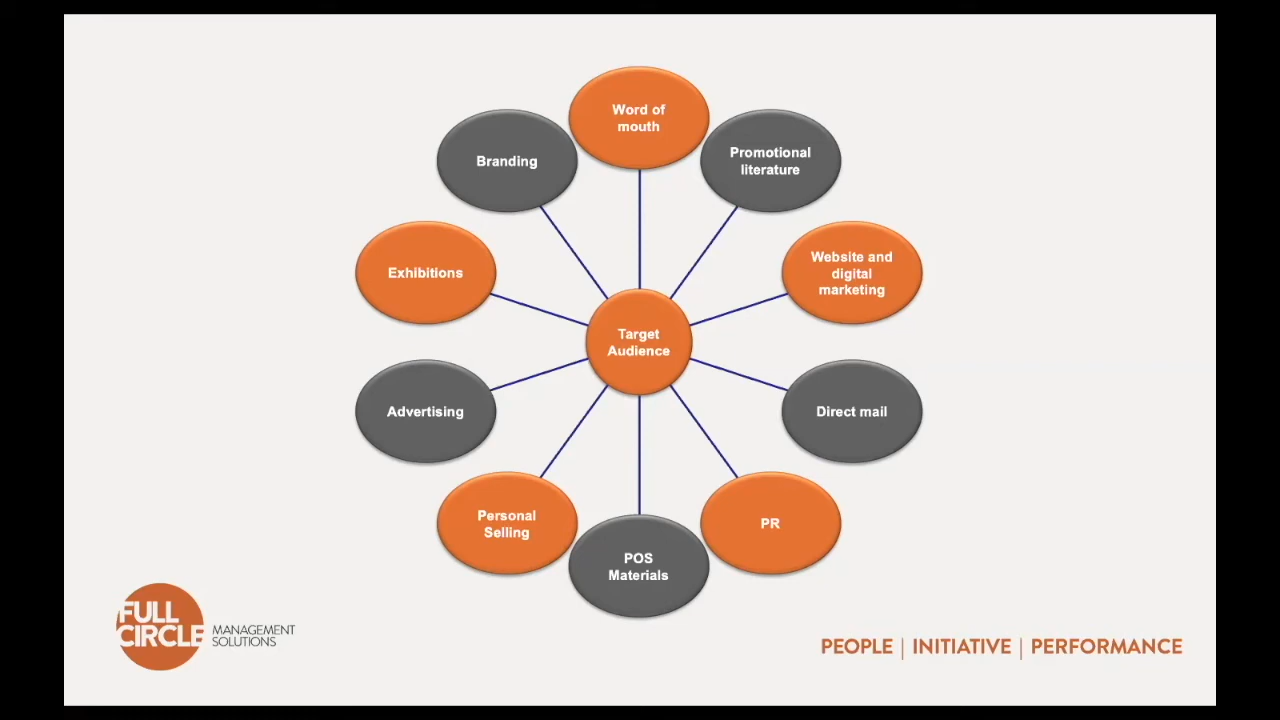 Word of
mouth
Branding
Promotional
literature
Exhibitions
Website and
digital
marketing
Target
Audience
Advertising
Direct mail
Personal
Selling
PR
POS
Materials
FULL
CIRCLE
MANAGEMENT
SOLUTIONS
PEOPLE | INITIATIVE | PERFORMANCE